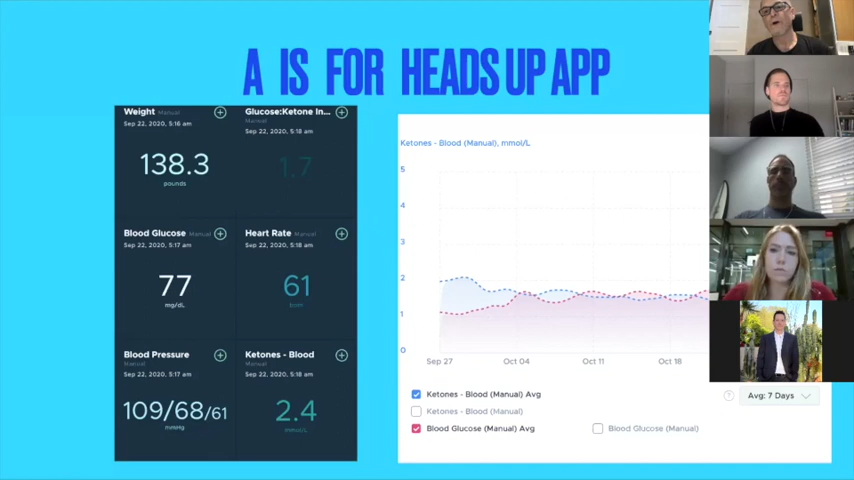 A IS FOR HEADS UP APP
Weight Manual
Sep 22, 2020, 5:16 am
138.3
pounds
Glucose:Ketone In...
Manual
Sep 22, 2020, 5:18 am
1.7
Blood Glucose Manual
Sep 22, 2020, 5:17 am
77
mg/dL
Heart Rate Manual
Sep 22, 2020, 5:18 am
61
bpm
Blood Pressure
Manual
Sep 22, 2020, 5:17 am
109/68/61
mmHg
Ketones - Blood
Manual
Sep 22, 2020, 5:18 am
2.4
mmol/L
Ketones - Blood (Manual), mmol/L
5
4
3
2
1
0
Sep 27
Oct 04
Oct 11
Oct 18
Ketones - Blood (Manual) Avg
Avg: 7 Days
Ketones - Blood (Manual)
Blood Glucose (Manual) Avg
Blood Glucose (Manual)